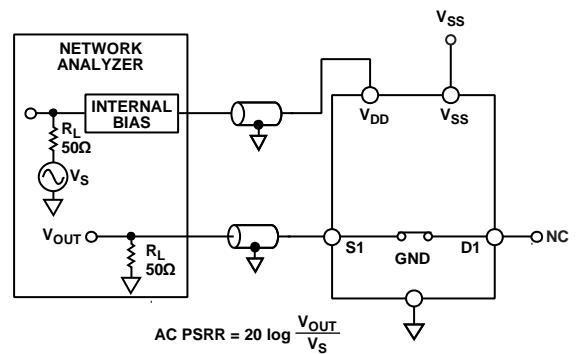 NETWORK
ANALYZER
INTERNAL
BIAS
RL
50Ω
VS
VOUT
RL
50Ω
VSS
VDD
VSS
S1
GND
D1
NC
AC PSRR = 20 log VOUT
VS